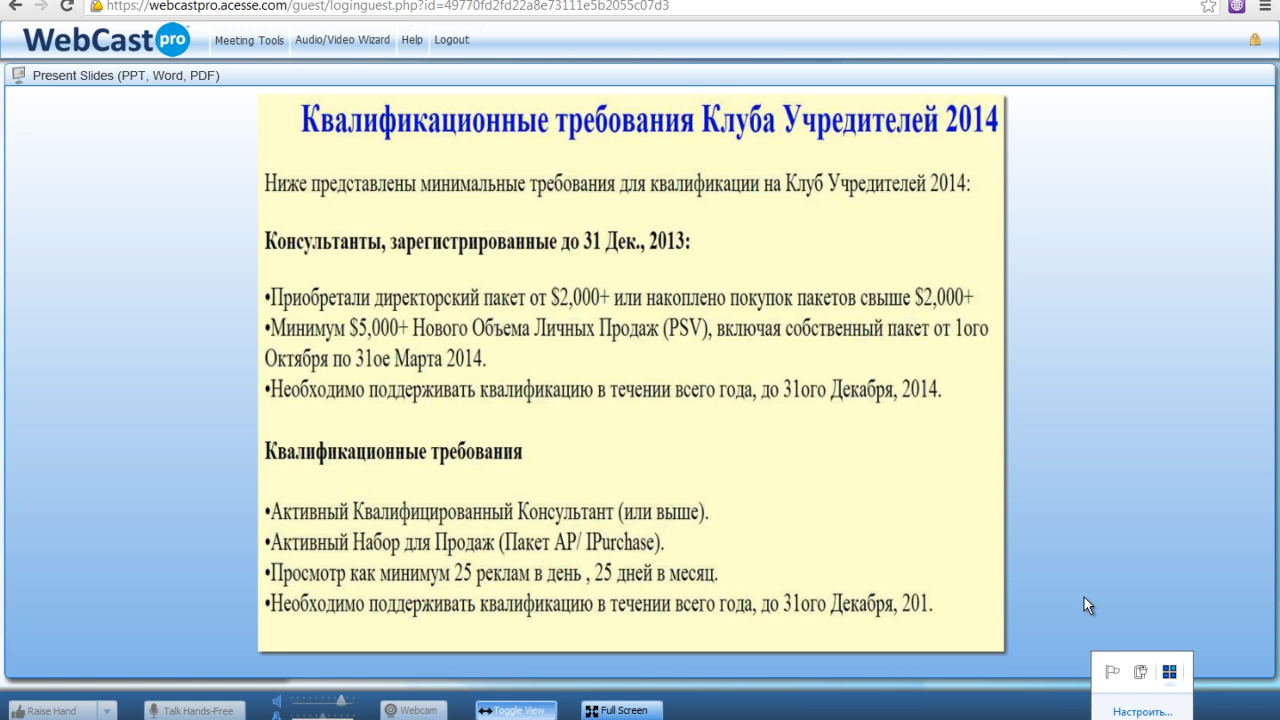 https://webcastpro.acesse.com/guest/loginguest.php?id=49770fd2fd22a8e73111e5b2055c07d3
WebCast pro Meeting Tools Audio/Video Wizard Help Logout
Present Slides (PPT, Word, PDF)
Квалификационные требования Клуба Учредителей 2014
Ниже представлены минимальные требования для квалификации на Клуб Учредителей 2014:
Консультанты, зарегистрированные до 31 Дек., 2013:
•Приобретали директорский пакет от $2,000+ или накоплено покупок пакетов свыше $2,000+
•Минимум $5,000+ Нового Объема Личных Продаж (PSV), включая собственный пакет от 1ого
Октября по 31ое Марта 2014.
•Необходимо поддерживать квалификацию в течении всего года, до 31ого Декабря, 2014.
Квалификационные требования
•Активный Квалифицированный Консультант (или выше).
•Активный Набор для Продаж (Пакет AP/ IPurchase).
•Просмотр как минимум 25 реклам в день , 25 дней в месяц.
•Необходимо поддерживать квалификацию в течении всего года, до 31ого Декабря, 201.
Настроить...
Raise Hand Talk Hands-Free Webcam Toggle View Full Screen